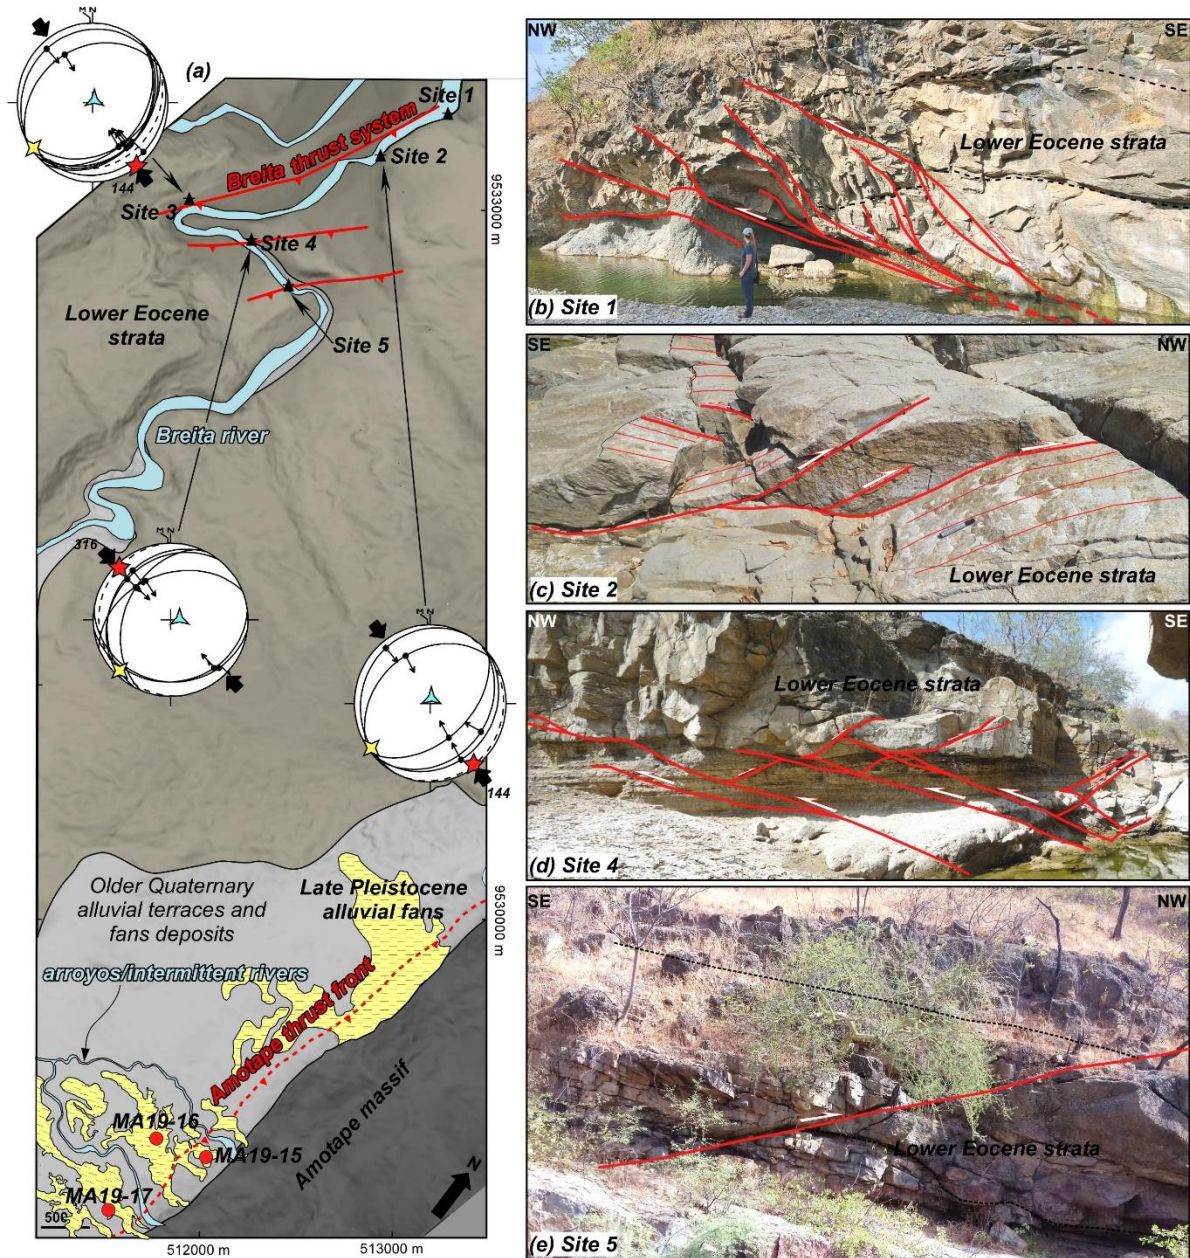 M N
(a)
144
Site 1
Breita thrust system
Site 2
Site 3
Site 4
9533000 m
Lower Eocene
strata
Site 5
Breita river
316
M N
M N
144
Older Quaternary
alluvial terraces and
fans deposits
Late Pleistocene
alluvial fans
9530000 m
arroyos/intermittent rivers
Amotape thrust front
Amotape massif
MA19-16
MA19-15
MA19-17
N
500
512000 m
513000 m
NW
SE
Lower Eocene strata
(b) Site 1
SE
NW
Lower Eocene strata
(c) Site 2
NW
SE
Lower Eocene strata
(d) Site 4
SE
NW
Lower Eocene strata
(e) Site 5